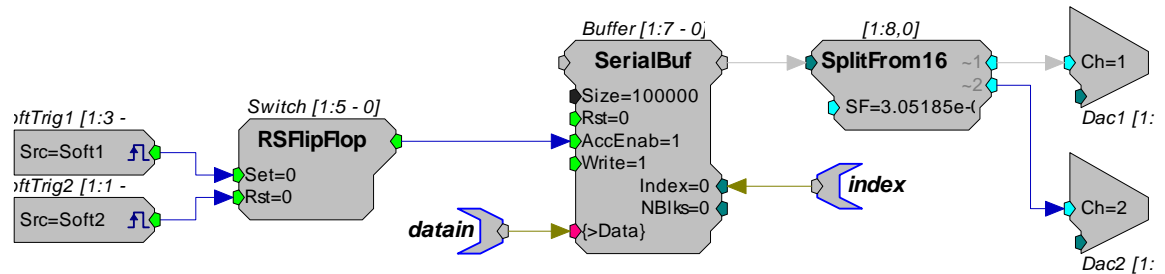 oftTrig1 [1:3 -
Src=Soft1
oftTrig2 [1:1 -
Src=Soft2
Switch [1:5 - 0]
RSFlipFlop
Set=0
Rst=0
Buffer [1:7 - 0]
SerialBuf
Size=100000
Rst=0
AccEnab=1
Write=1
Index=0
NBlks=0
{>Data}
datain
index
[1:8,0]
SplitFrom16
~1
~2
SF=3.05185e-(
Ch=1
Dac1 [1:
Ch=2
Dac2 [1: